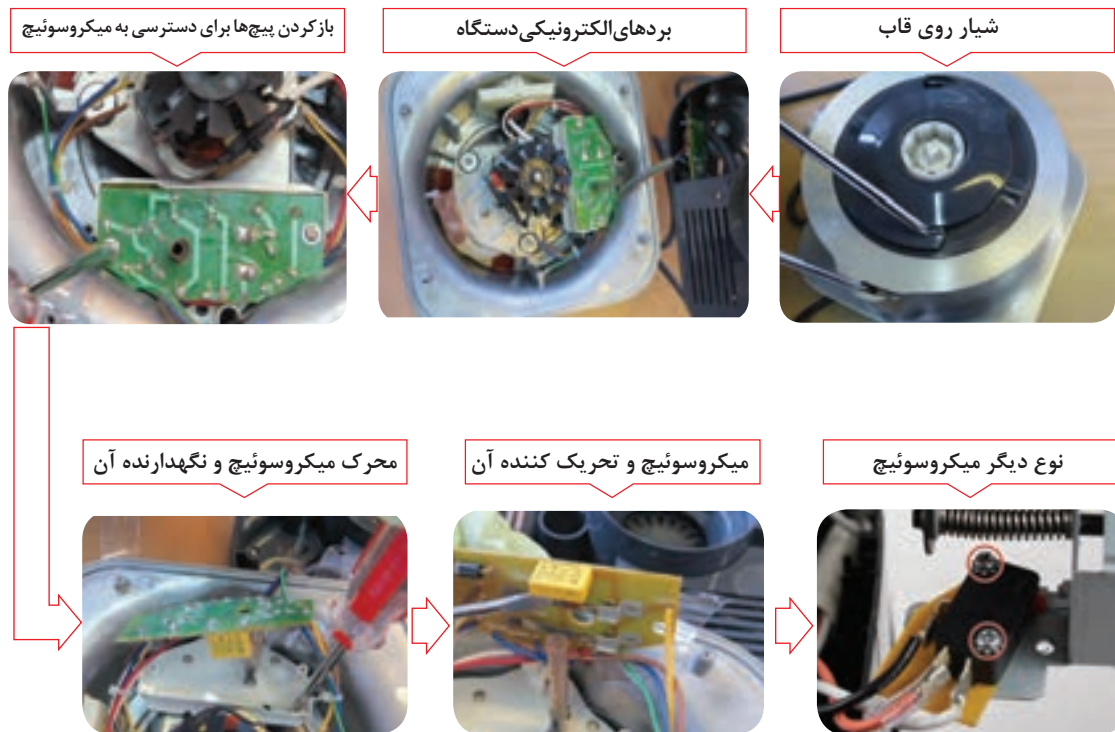 شیار روی قاب
بردهای الکترونیکی دستگاه
بازکردن پیچ‌ها برای دسترسی به میکروسوئیچ
محرک میکروسوئیچ و نگهدارنده آن
میکروسوئیچ و تحریک کننده آن
نوع دیگر میکروسوئیچ